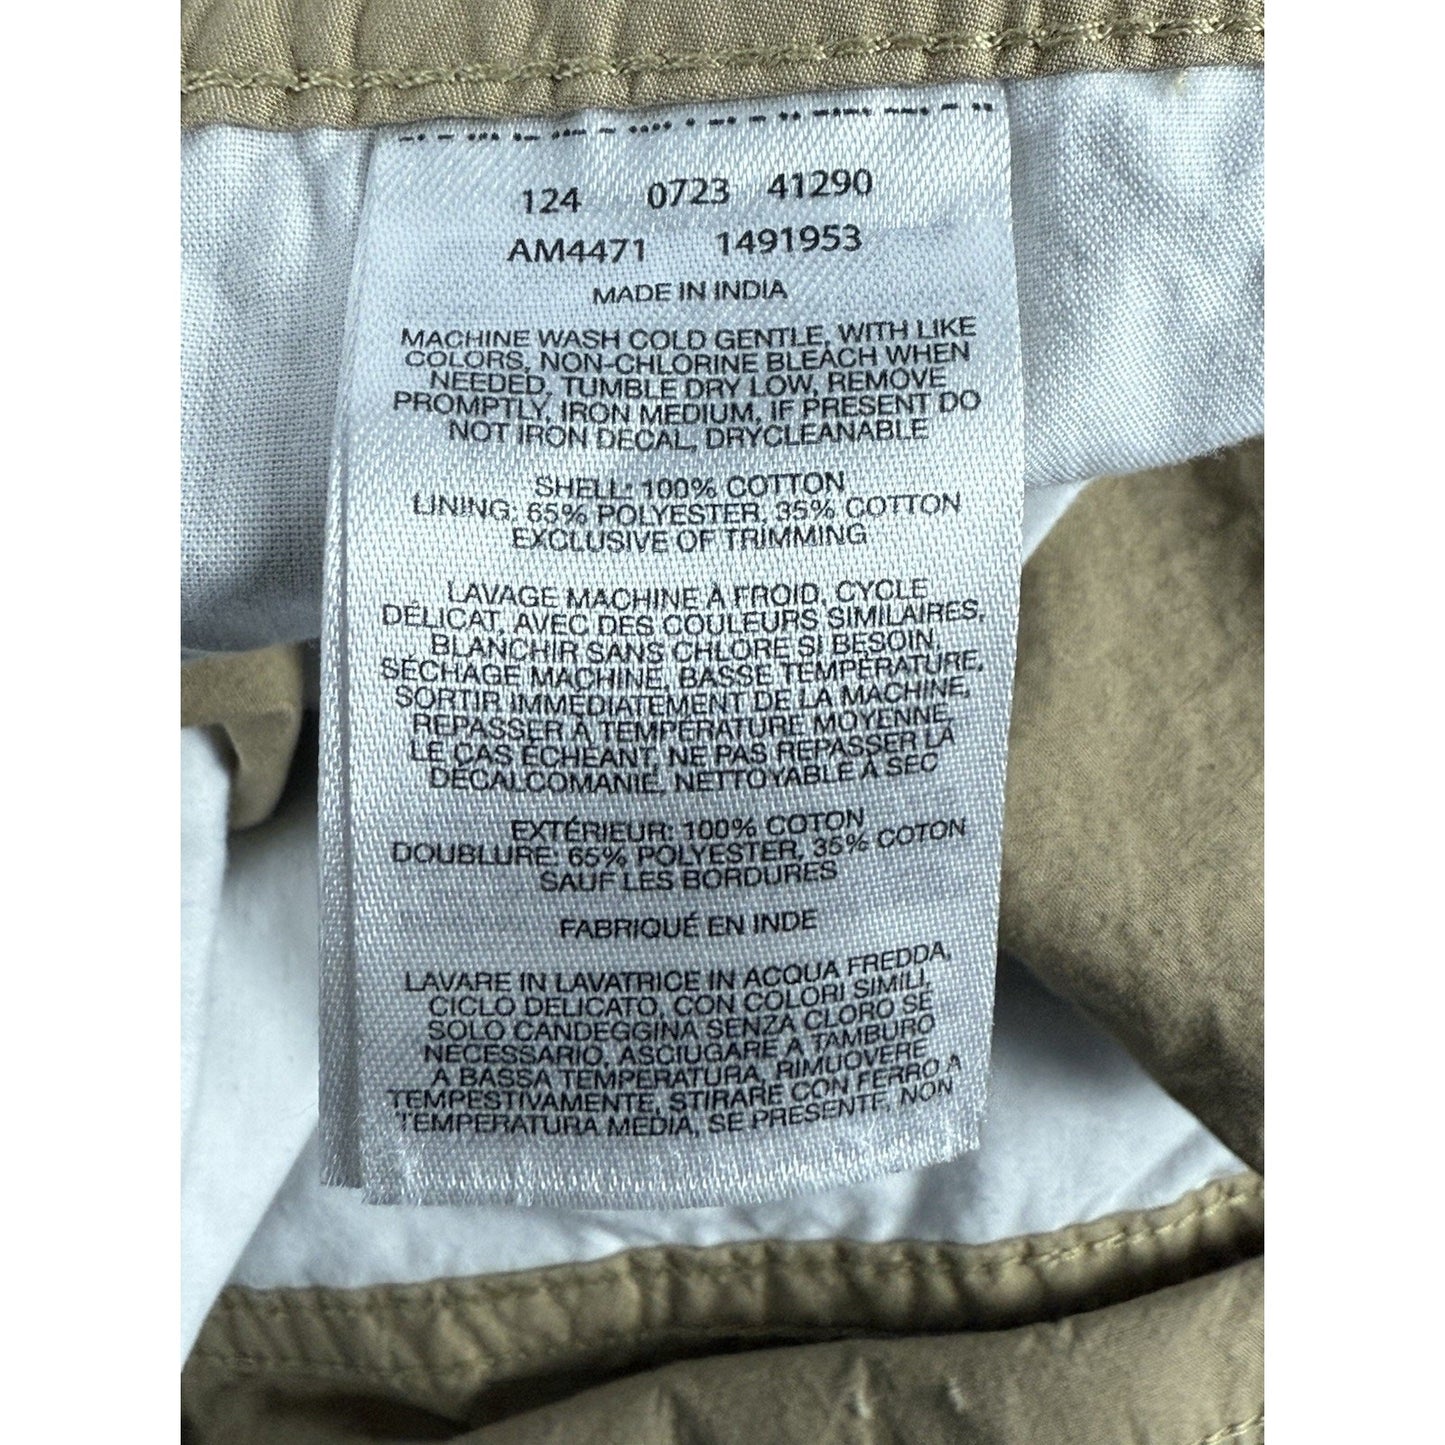 124 0723 41290
AM4471 1491953
MADE IN INDIA
MACHINE WASH COLD GENTLE, WITH LIKE
COLORS, NON-CHLORINE BLEACH WHEN
NEEDED, TUMBLE DRY LOW, REMOVE
PROMPTLY, IRON MEDIUM, IF PRESENT DO
NOT IRON DECAL, DRYCLEANABLE
SHELL: 100% COTTON
LINING: 65% POLYESTER, 35% COTTON
EXCLUSIVE OF TRIMMING
LAVAGE MACHINE À FROID, CYCLE
DÉLICAT, AVEC DES COULEURS SIMILAIRES,
BLANCHIR SANS CHLORE SI BESOIN,
SÉCHAGE MACHINE, BASSE TEMPÉRATURE,
SORTIR IMMÉDIATEMENT DE LA MACHINE,
REPASSER À TEMPÉRATURE MOYENNE,
LE CAS ÉCHÉANT, NE PAS REPASSER LA
DÉCALCOMANIE, NETTOYABLE À SEC
EXTÉRIEUR: 100% COTON
DOUBLURE: 65% POLYESTER, 35% COTON
SAUF LES BORDURES
FABRIQUÉ EN INDE
LAVARE IN LAVATRICE IN ACQUA FREDDA,
CICLO DELICATO, CON COLORI SIMILI,
SOLO CANDEGGINA SENZA CLORO SE
NECESSARIO, ASCIUGARE A TAMBURO
A BASSA TEMPERATURA, RIMUOVERE
TEMPESTIVAMENTE, STIRARE CON FERRO A
TEMPERATURA MEDIA, SE PRESENTE, NON